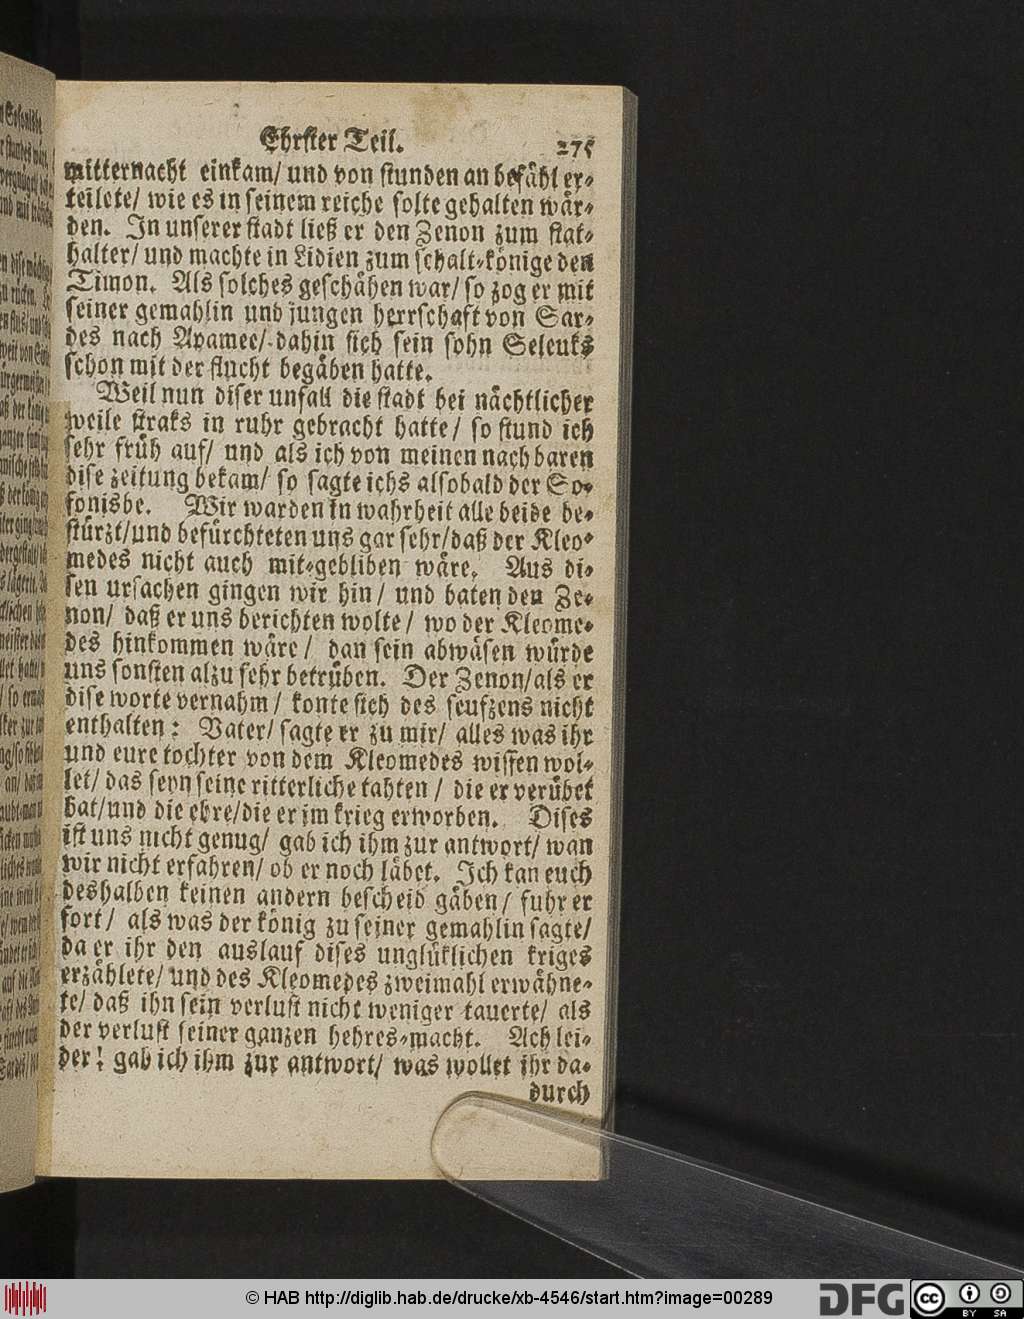 Ehrster Teil. 275
mitternacht einkam/ und von stunden an befähl er-
teilete/ wie es in seinem reiche solte gehalten wär-
den. In unserer stadt ließ er den Zenon zum stat-
halter/ und machte in Lidien zum schalt-könige den
Timon. Als solches geschähen war/ so zog er mit
seiner gemahlin und jungen herrschaft von Sar-
des nach Apamee/ dahin sich sein sohn Seleuks
schon mit der flucht begäben hatte.
Weil nun diser unfall die stadt bei nächtlicher
weile straks in ruhr gebracht hatte/ so stund ich
sehr früh auf/ und als ich von meinen nachbaren
dise zeitung bekam/ so sagte ichs alsobald der So-
fonisbe. Wir warden in wahrheit alle beide be-
stürzt/und befürchteten uns gar sehr/daß der Kleo-
medes nicht auch mit-gebliben wäre. Aus di-
sen ursachen gingen wir hin/ und baten den Ze-
non/ daß er uns berichten wolte/ wo der Kleome-
des hinkommen wäre/ dan sein abwäsen würde
uns sonsten alzu sehr betrüben. Der Zenon/als er
dise worte vernahm/ konte sich des seufzens nicht
enthalten: Vater/ sagte er zu mir/ alles was ihr
und eure tochter von dem Kleomedes wissen wol-
let/ das seyn seine ritterliche tahten/ die er verübet
hat/und die ehre/die er im krieg erworben. Dises
ist uns nicht genug/ gab ich ihm zur antwort/ wan
wir nicht erfahren/ ob er noch läbet. Ich kan euch
deshalben keinen andern bescheid gäben/ fuhr er
fort/ als was der könig zu seiner gemahlin sagte/
da er ihr den auslauf dises unglüklichen kriges
erzählete/ und des Kleomedes zweimahl erwähne-
te/ daß ihn sein verlust nicht weniger tauerte/ als
der verlust seiner ganzen hehres-macht. Ach lei-
der! gab ich ihm zur antwort/ was wollet ihr da-
durch
© HAB http://diglib.hab.de/drucke/xb-4546/start.htm?image=00289
DFG
cc BY SA